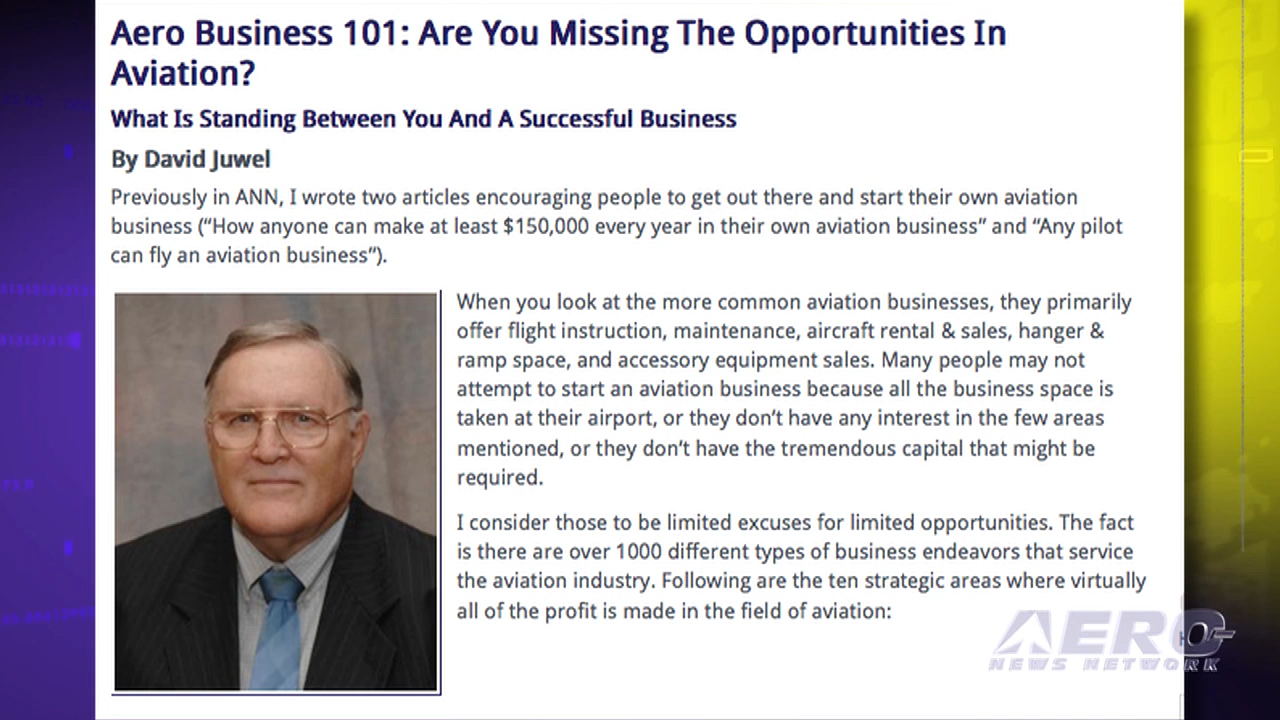 Aero Business 101: Are You Missing The Opportunities In
Aviation?
What Is Standing Between You And A Successful Business
By David Juwel
Previously in ANN, I wrote two articles encouraging people to get out there and start their own aviation
business (“How anyone can make at least $150,000 every year in their own aviation business” and “Any pilot
can fly an aviation business”).
When you look at the more common aviation businesses, they primarily
offer flight instruction, maintenance, aircraft rental & sales, hanger &
ramp space, and accessory equipment sales. Many people may not
attempt to start an aviation business because all the business space is
taken at their airport, or they don’t have any interest in the few areas
mentioned, or they don’t have the tremendous capital that might be
required.
I consider those to be limited excuses for limited opportunities. The fact
is there are over 1000 different types of business endeavors that service
the aviation industry. Following are the ten strategic areas where virtually
all of the profit is made in the field of aviation:
AERO-
NEWS NETWORK